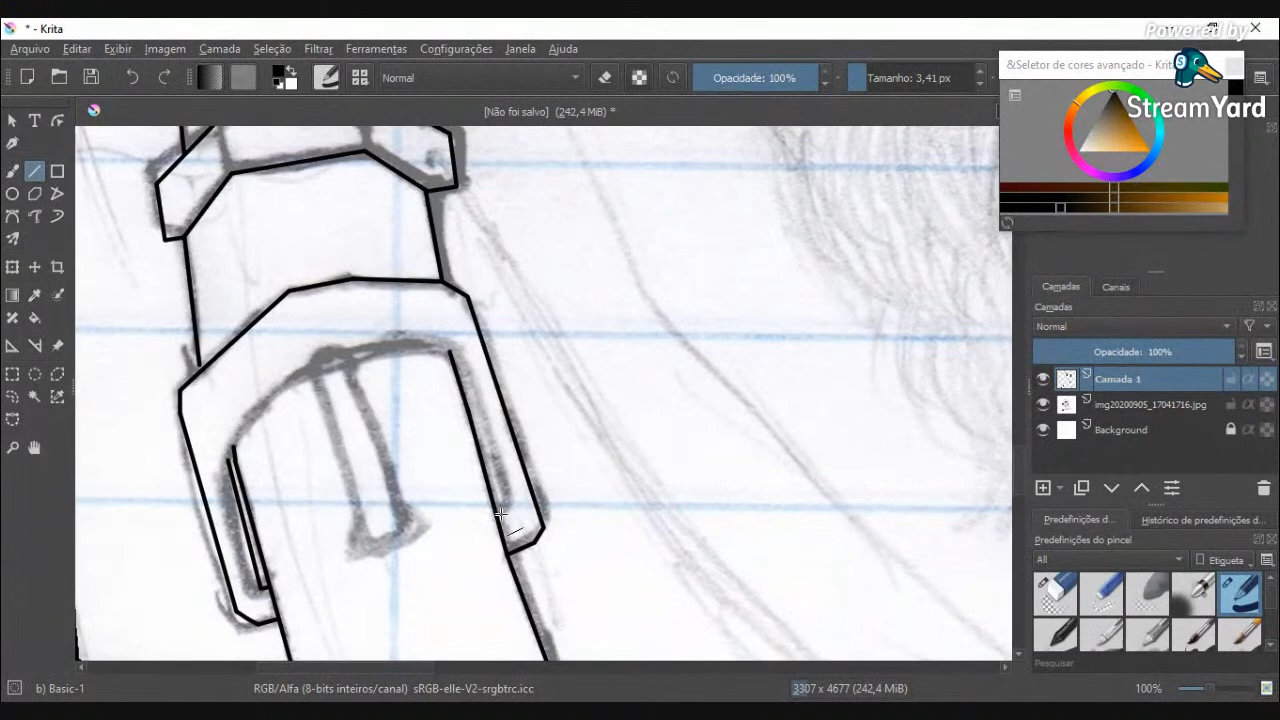 * - Krita
Powered by
Arquivo Editar Exibir Imagem Camada Seleção Filtrar Ferramentas Configurações Janela Ajuda
Normal Opacidade: 100% Tamanho: 3,41 px
&Seletor de cores avançado - Krita
StreamYard
[Não foi salvo] (242,4 MiB) *
Camadas Canais
Camadas
Normal
Opacidade: 100%
Camada 1
img20200905_17041716.jpg
Background
Predefinições d... Histórico de predefinições...
Predefinições do pincel
All Etiqueta
Pesquisar
b) Basic-1 RGB/Alfa (8-bits inteiros/canal) sRGB-elle-V2-srgbtrc.icc 3307 x 4677 (242,4 MiB) 100%